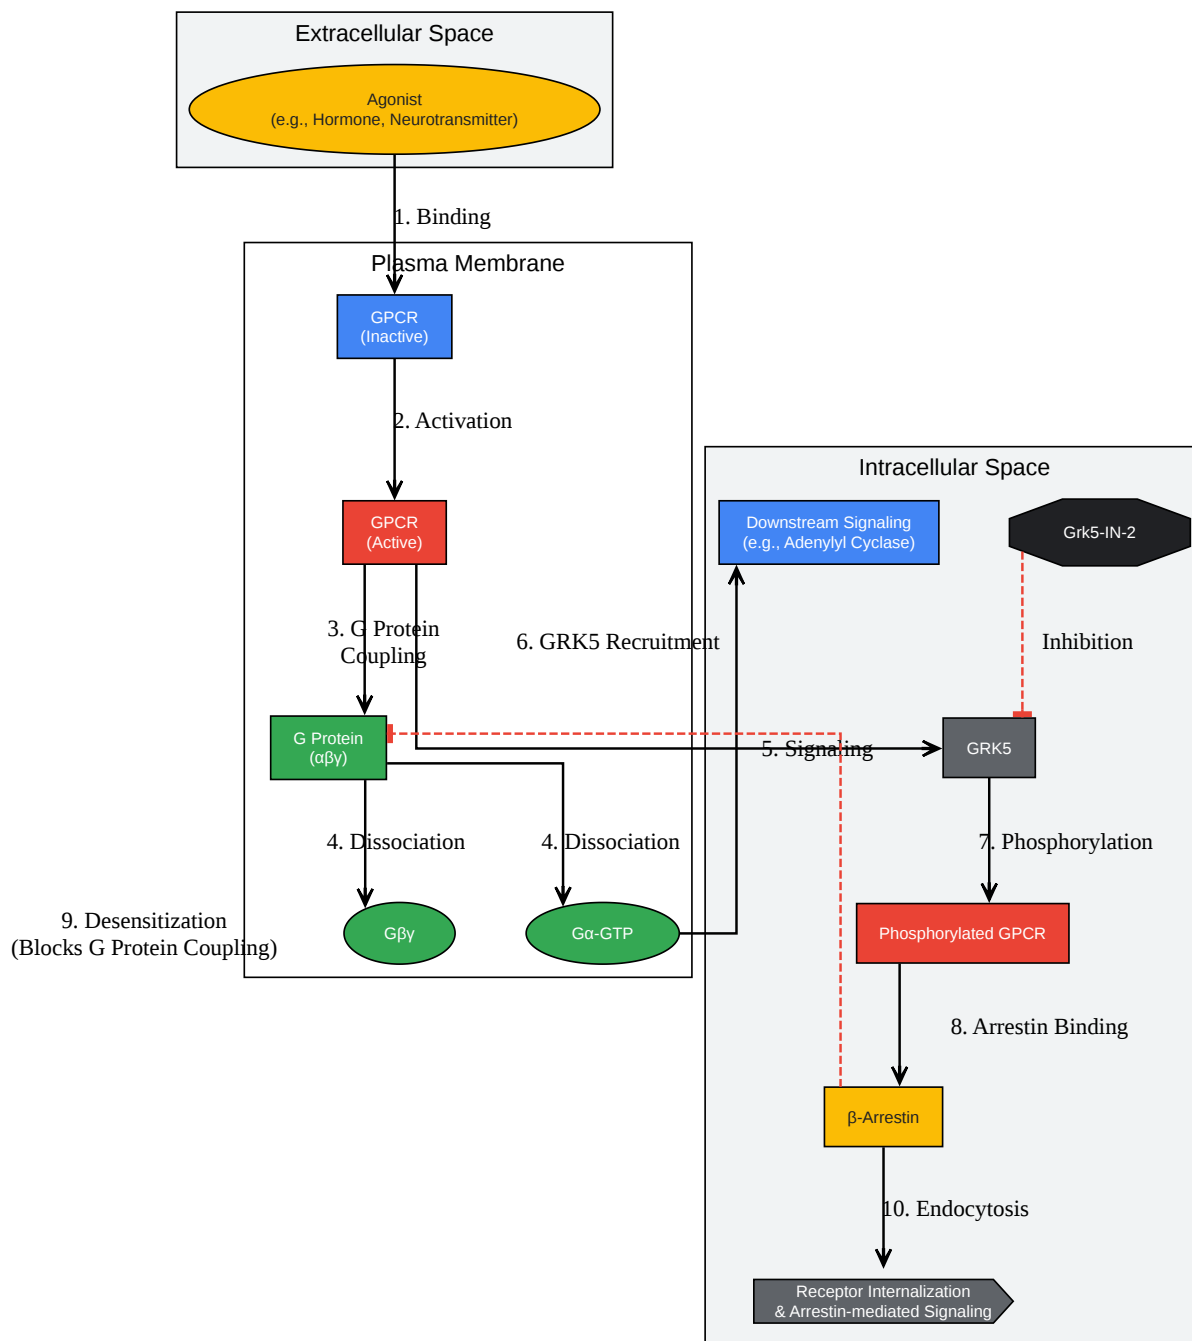 Extracellular Space
Agonist
(e.g., Hormone, Neurotransmitter)
1. Binding
Plasma Membrane
GPCR
(Inactive)
2. Activation
Intracellular Space
GPCR
(Active)
Downstream Signaling
(e.g., Adenylyl Cyclase)
Grk5-IN-2
3. G Protein
Coupling
6. GRK5 Recruitment
Inhibition
G Protein
(αβγ)
5. Signaling
GRK5
4. Dissociation
4. Dissociation
7. Phosphorylation
9. Desensitization
(Blocks G Protein Coupling)
Gβγ
Gα-GTP
Phosphorylated GPCR
8. Arrestin Binding
β-Arrestin
10. Endocytosis
Receptor Internalization
& Arrestin-mediated Signaling